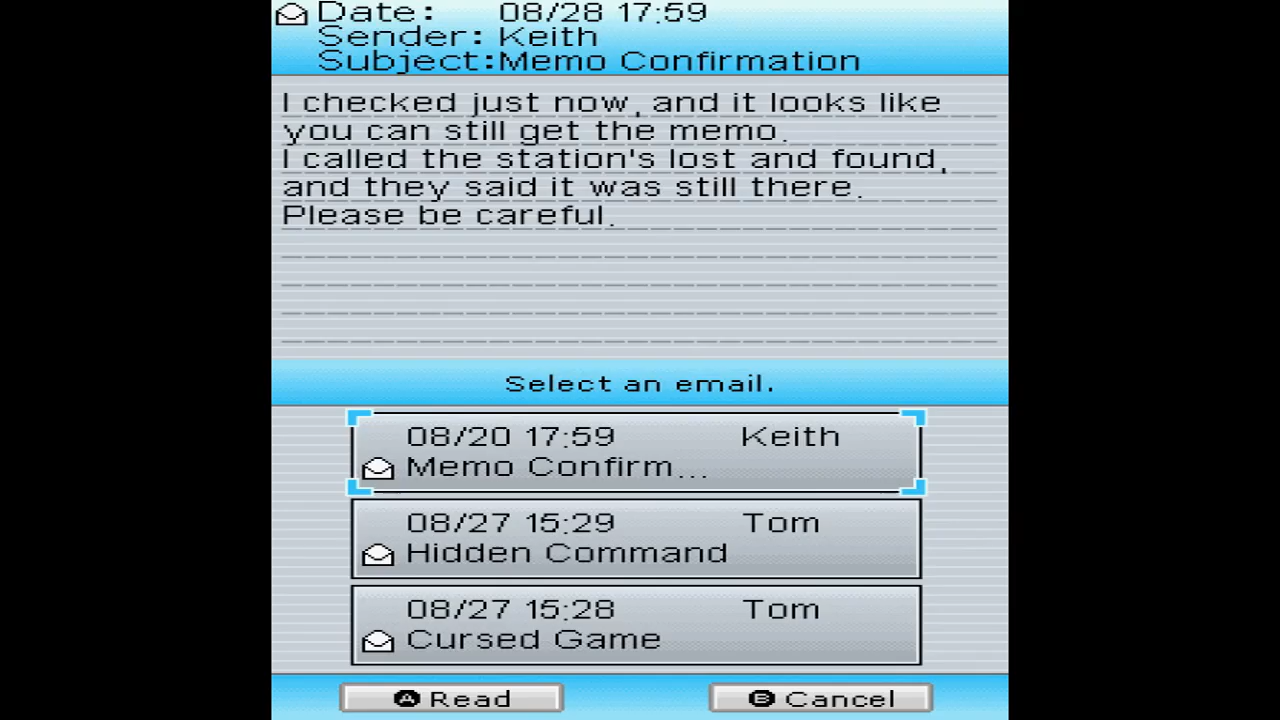 Date: 08/28 17:59
Sender: Keith
Subject:Memo Confirmation
I checked just now, and it looks like
you can still get the memo.
I called the station's lost and found,
and they said it was still there.
Please be careful.
Select an email.
08/20 17:59 Keith
Memo Confirm...
08/27 15:29 Tom
Hidden Command
08/27 15:28 Tom
Cursed Game
A Read
B Cancel